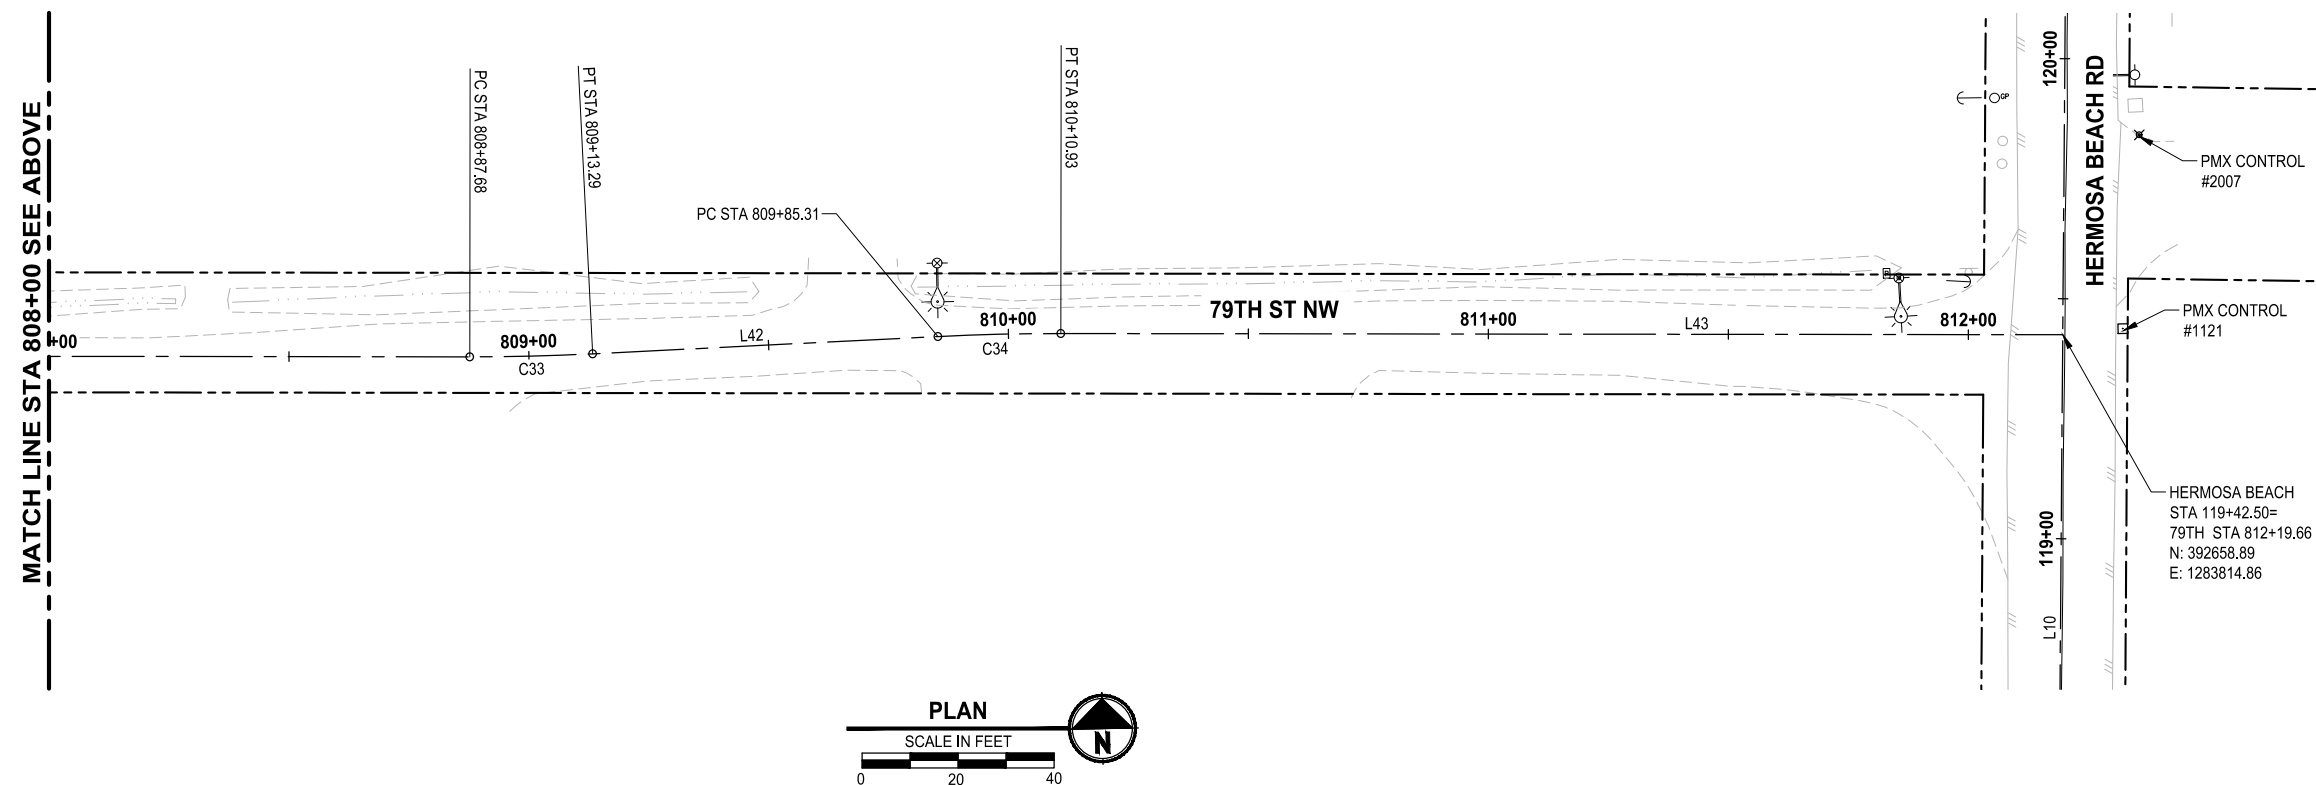 MATCH LINE STA 808+00 SEE ABOVE
+00
PC STA 808+87.68
809+00
C33
PT STA 809+13.29
L42
PC STA 809+85.31
810+00
C34
PT STA 810+10.93
79TH ST NW
811+00
L43
812+00
GP
120+00
HERMOSA BEACH RD
119+00
L10
PMX CONTROL
#2007
PMX CONTROL
#1121
HERMOSA BEACH
STA 119+42.50=
79TH STA 812+19.66
N: 392658.89
E: 1283814.86
PLAN
SCALE IN FEET
0 20 40
N